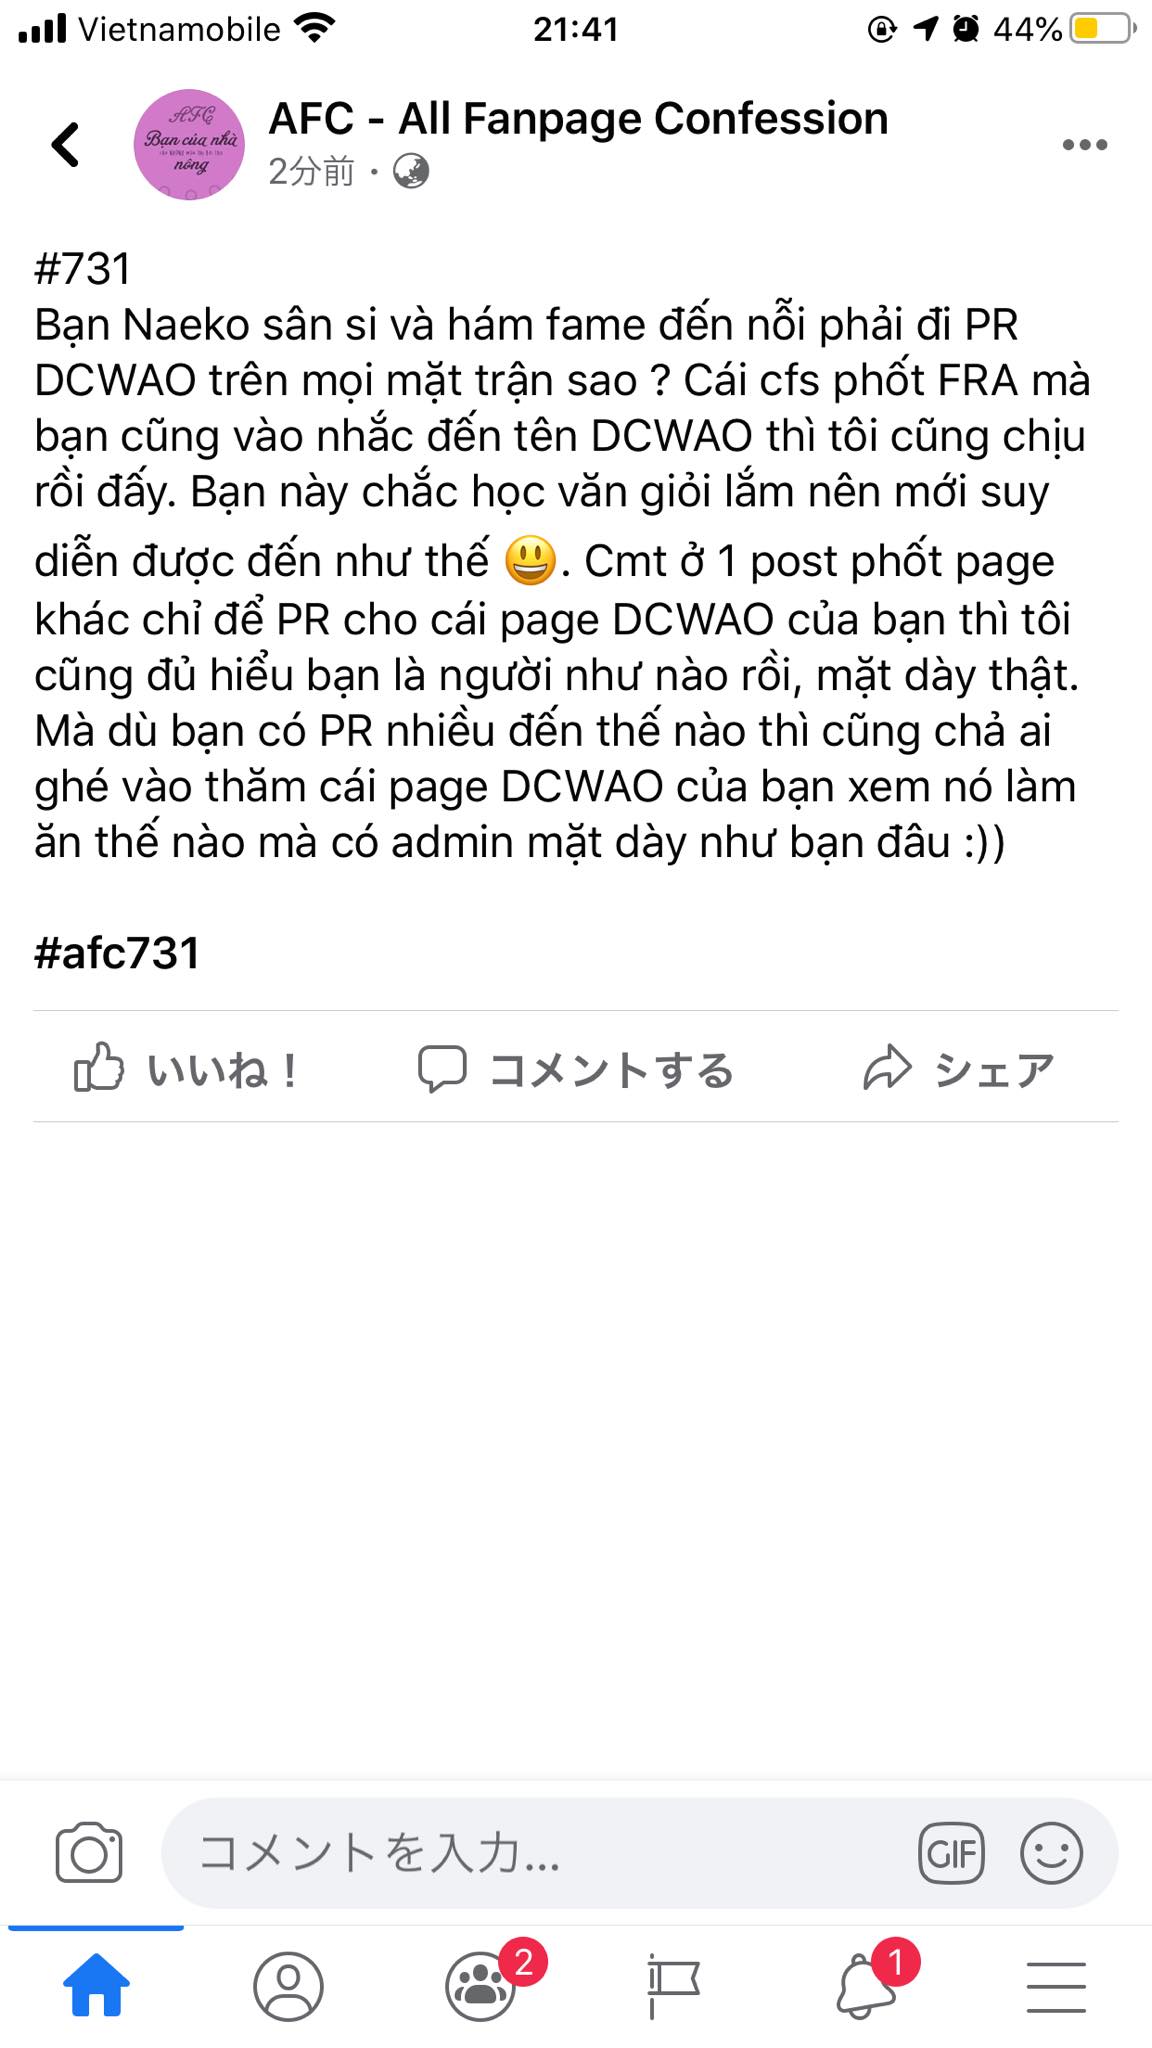 Vietnamobile 21:41 44%
AFC
Bạn của nhà
nông
AFC - All Fanpage Confession
2分前
#731
Bạn Naeko sân si và hám fame đến nỗi phải đi PR
DCWAO trên mọi mặt trận sao ? Cái cfs phốt FRA mà
bạn cũng vào nhắc đến tên DCWAO thì tôi cũng chịu
rồi đấy. Bạn này chắc học văn giỏi lắm nên mới suy
diễn được đến như thế 😃. Cmt ở 1 post phốt page
khác chỉ để PR cho cái page DCWAO của bạn thì tôi
cũng đủ hiểu bạn là người như nào rồi, mặt dày thật.
Mà dù bạn có PR nhiều đến thế nào thì cũng chả ai
ghé vào thăm cái page DCWAO của bạn xem nó làm
ăn thế nào mà có admin mặt dày như bạn đâu :))
#afc731
いいね！ コメントする シェア
コメントを入力... GIF
2 1